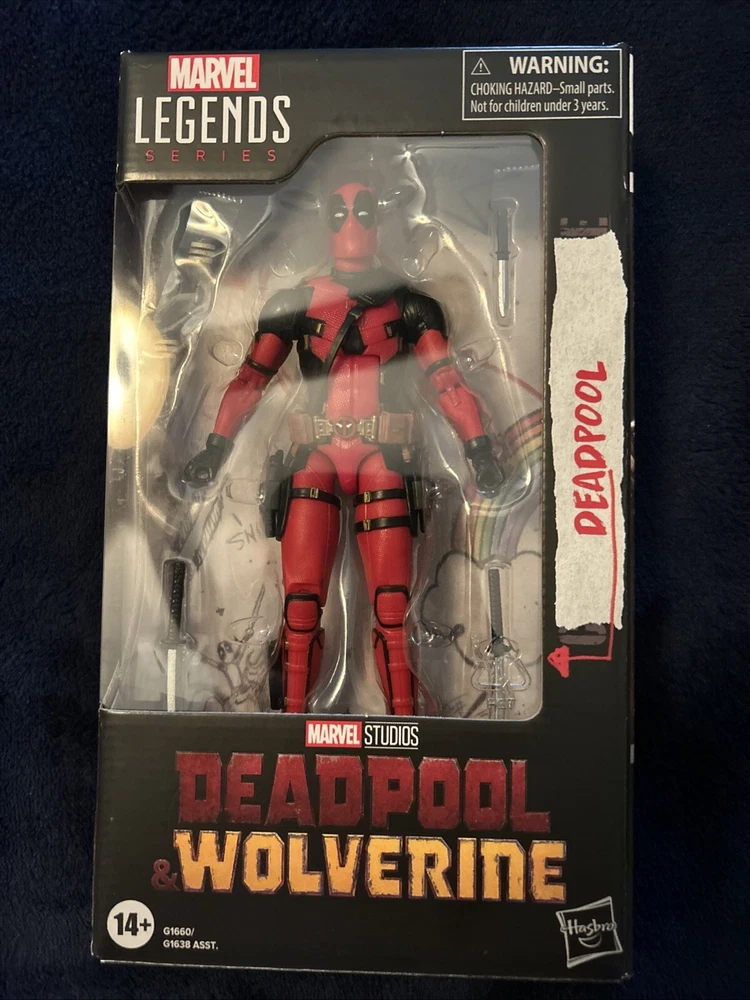 MARVEL
LEGENDS
SERIES
⚠ WARNING:
CHOKING HAZARD–Small parts.
Not for children under 3 years.
DEADPOOL
MARVEL STUDIOS
DEADPOOL
& WOLVERINE
14+
G1660/
G1638 ASST.
Hasbro